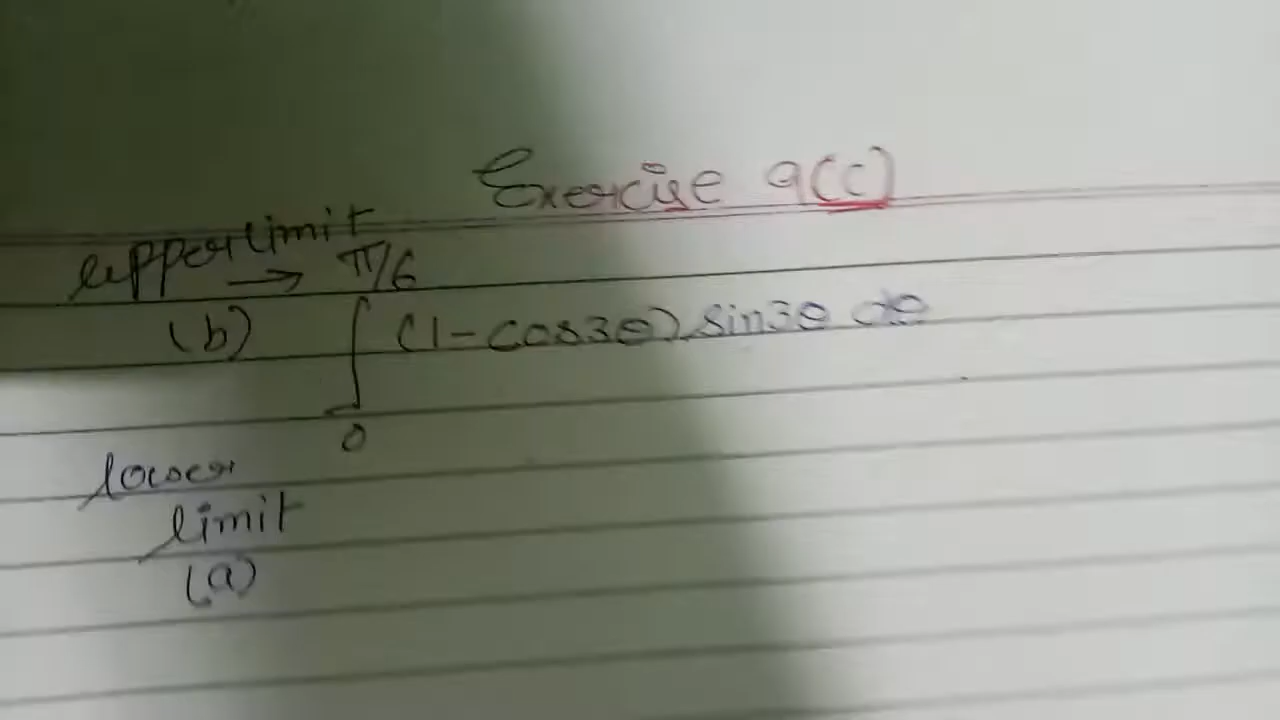 Exercise 9(c)
upper limit
→ π/6
(b) ∫ (1-cos3θ) sin3θ dθ
0
lower
limit
(a)